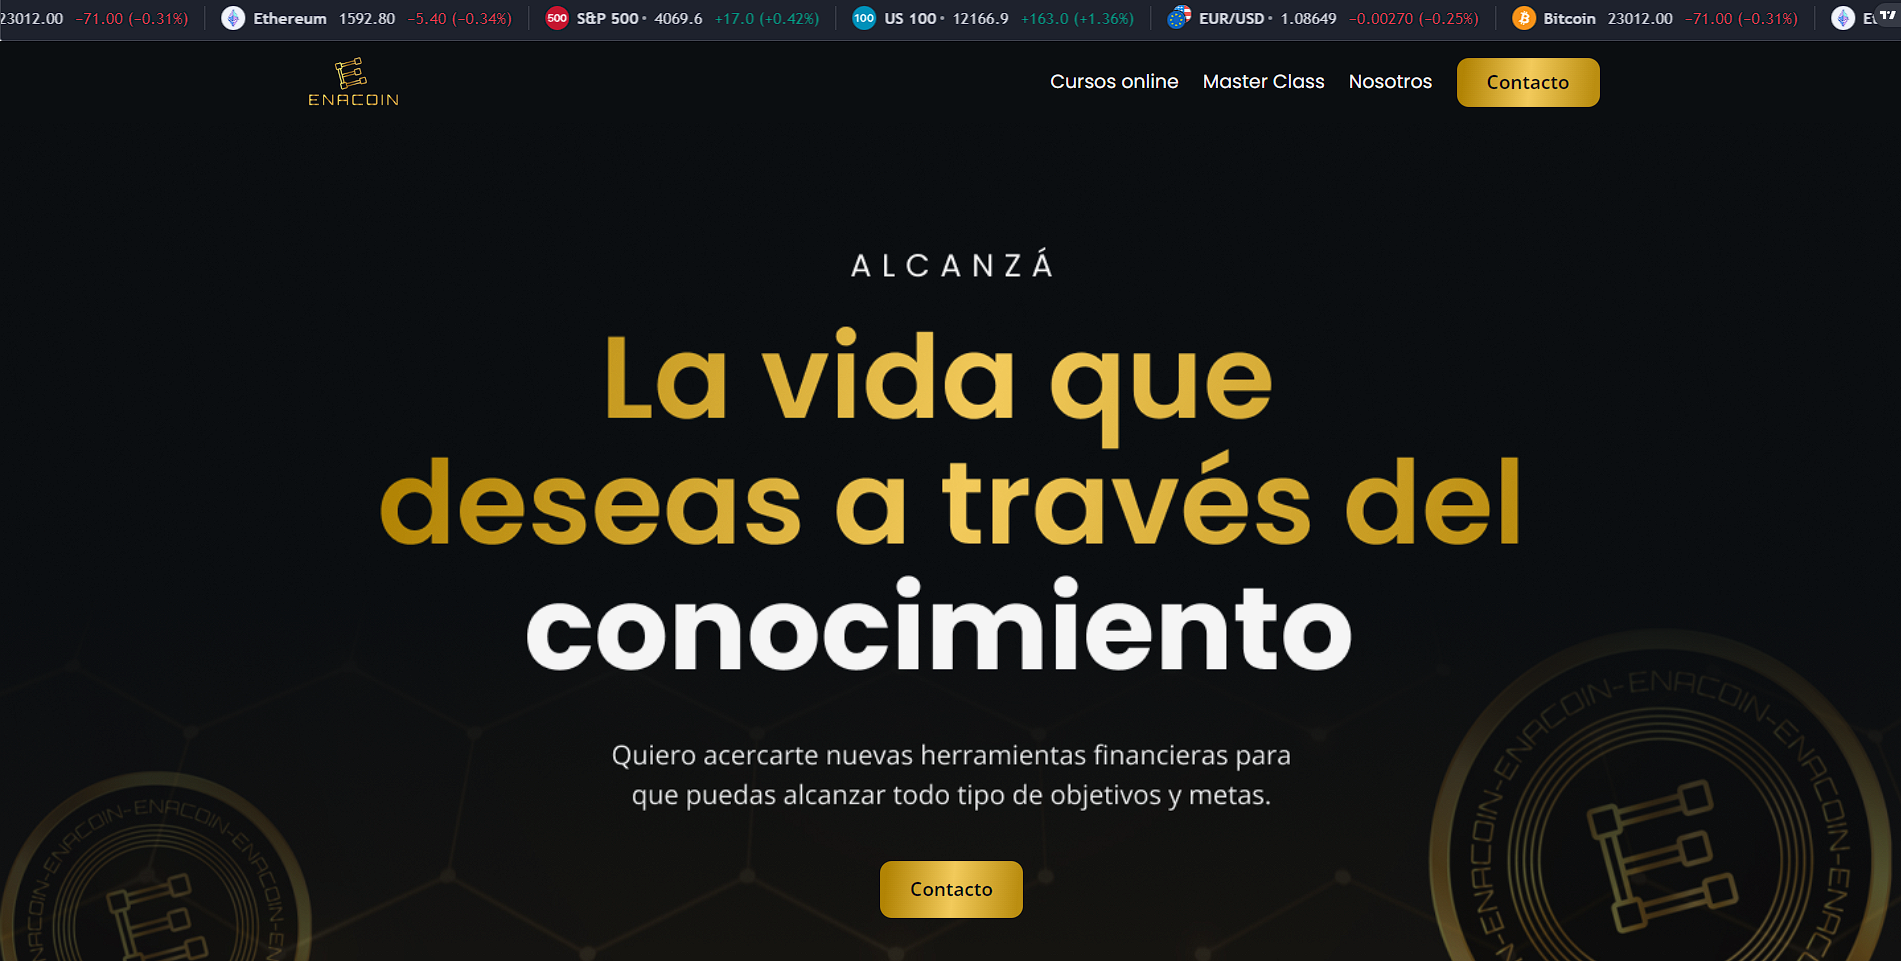 23012.00 −71.00 (−0.31%) Ethereum 1592.80 −5.40 (−0.34%) 500 S&P 500 4069.6 +17.0 (+0.42%) 100 US 100 12166.9 +163.0 (+1.36%) EUR/USD 1.08649 −0.00270 (−0.25%) Bitcoin 23012.00 −71.00 (−0.31%)
ENACOIN
Cursos online Master Class Nosotros Contacto
ALCANZÁ
La vida que
deseas a través del
conocimiento
Quiero acercarte nuevas herramientas financieras para
que puedas alcanzar todo tipo de objetivos y metas.
Contacto
ENACOIN-ENACOIN-ENACOIN-ENACOIN
ENACOIN-ENACOIN-ENACOIN-ENACOIN